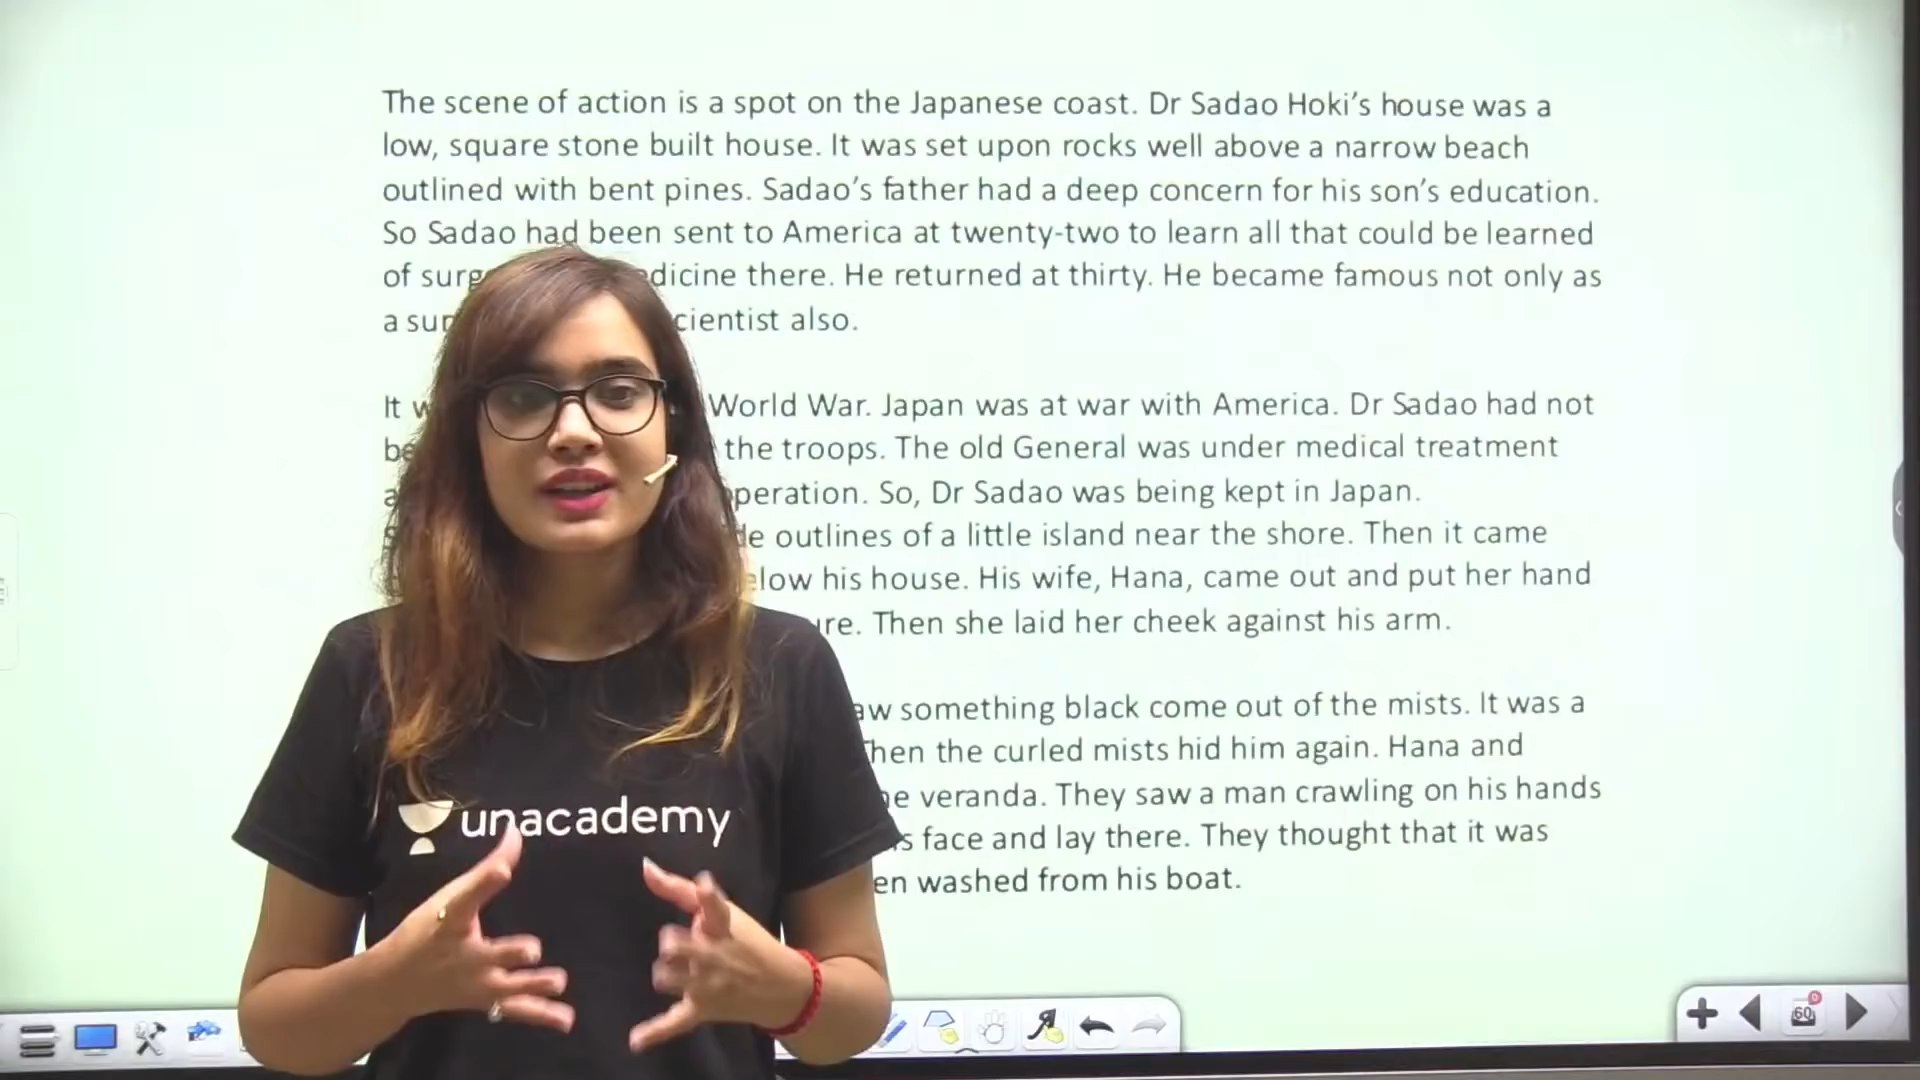 The scene of action is a spot on the Japanese coast. Dr Sadao Hoki's house was a
low, square stone built house. It was set upon rocks well above a narrow beach
outlined with bent pines. Sadao's father had a deep concern for his son's education.
So Sadao had been sent to America at twenty-two to learn all that could be learned
of surg edicine there. He returned at thirty. He became famous not only as
a sur cientist also.
It w World War. Japan was at war with America. Dr Sadao had not
be the troops. The old General was under medical treatment
a peration. So, Dr Sadao was being kept in Japan.
outlines of a little island near the shore. Then it came
elow his house. His wife, Hana, came out and put her hand
ure. Then she laid her cheek against his arm.
aw something black come out of the mists. It was a
Then the curled mists hid him again. Hana and
he veranda. They saw a man crawling on his hands
is face and lay there. They thought that it was
en washed from his boat.
unacademy
60
0